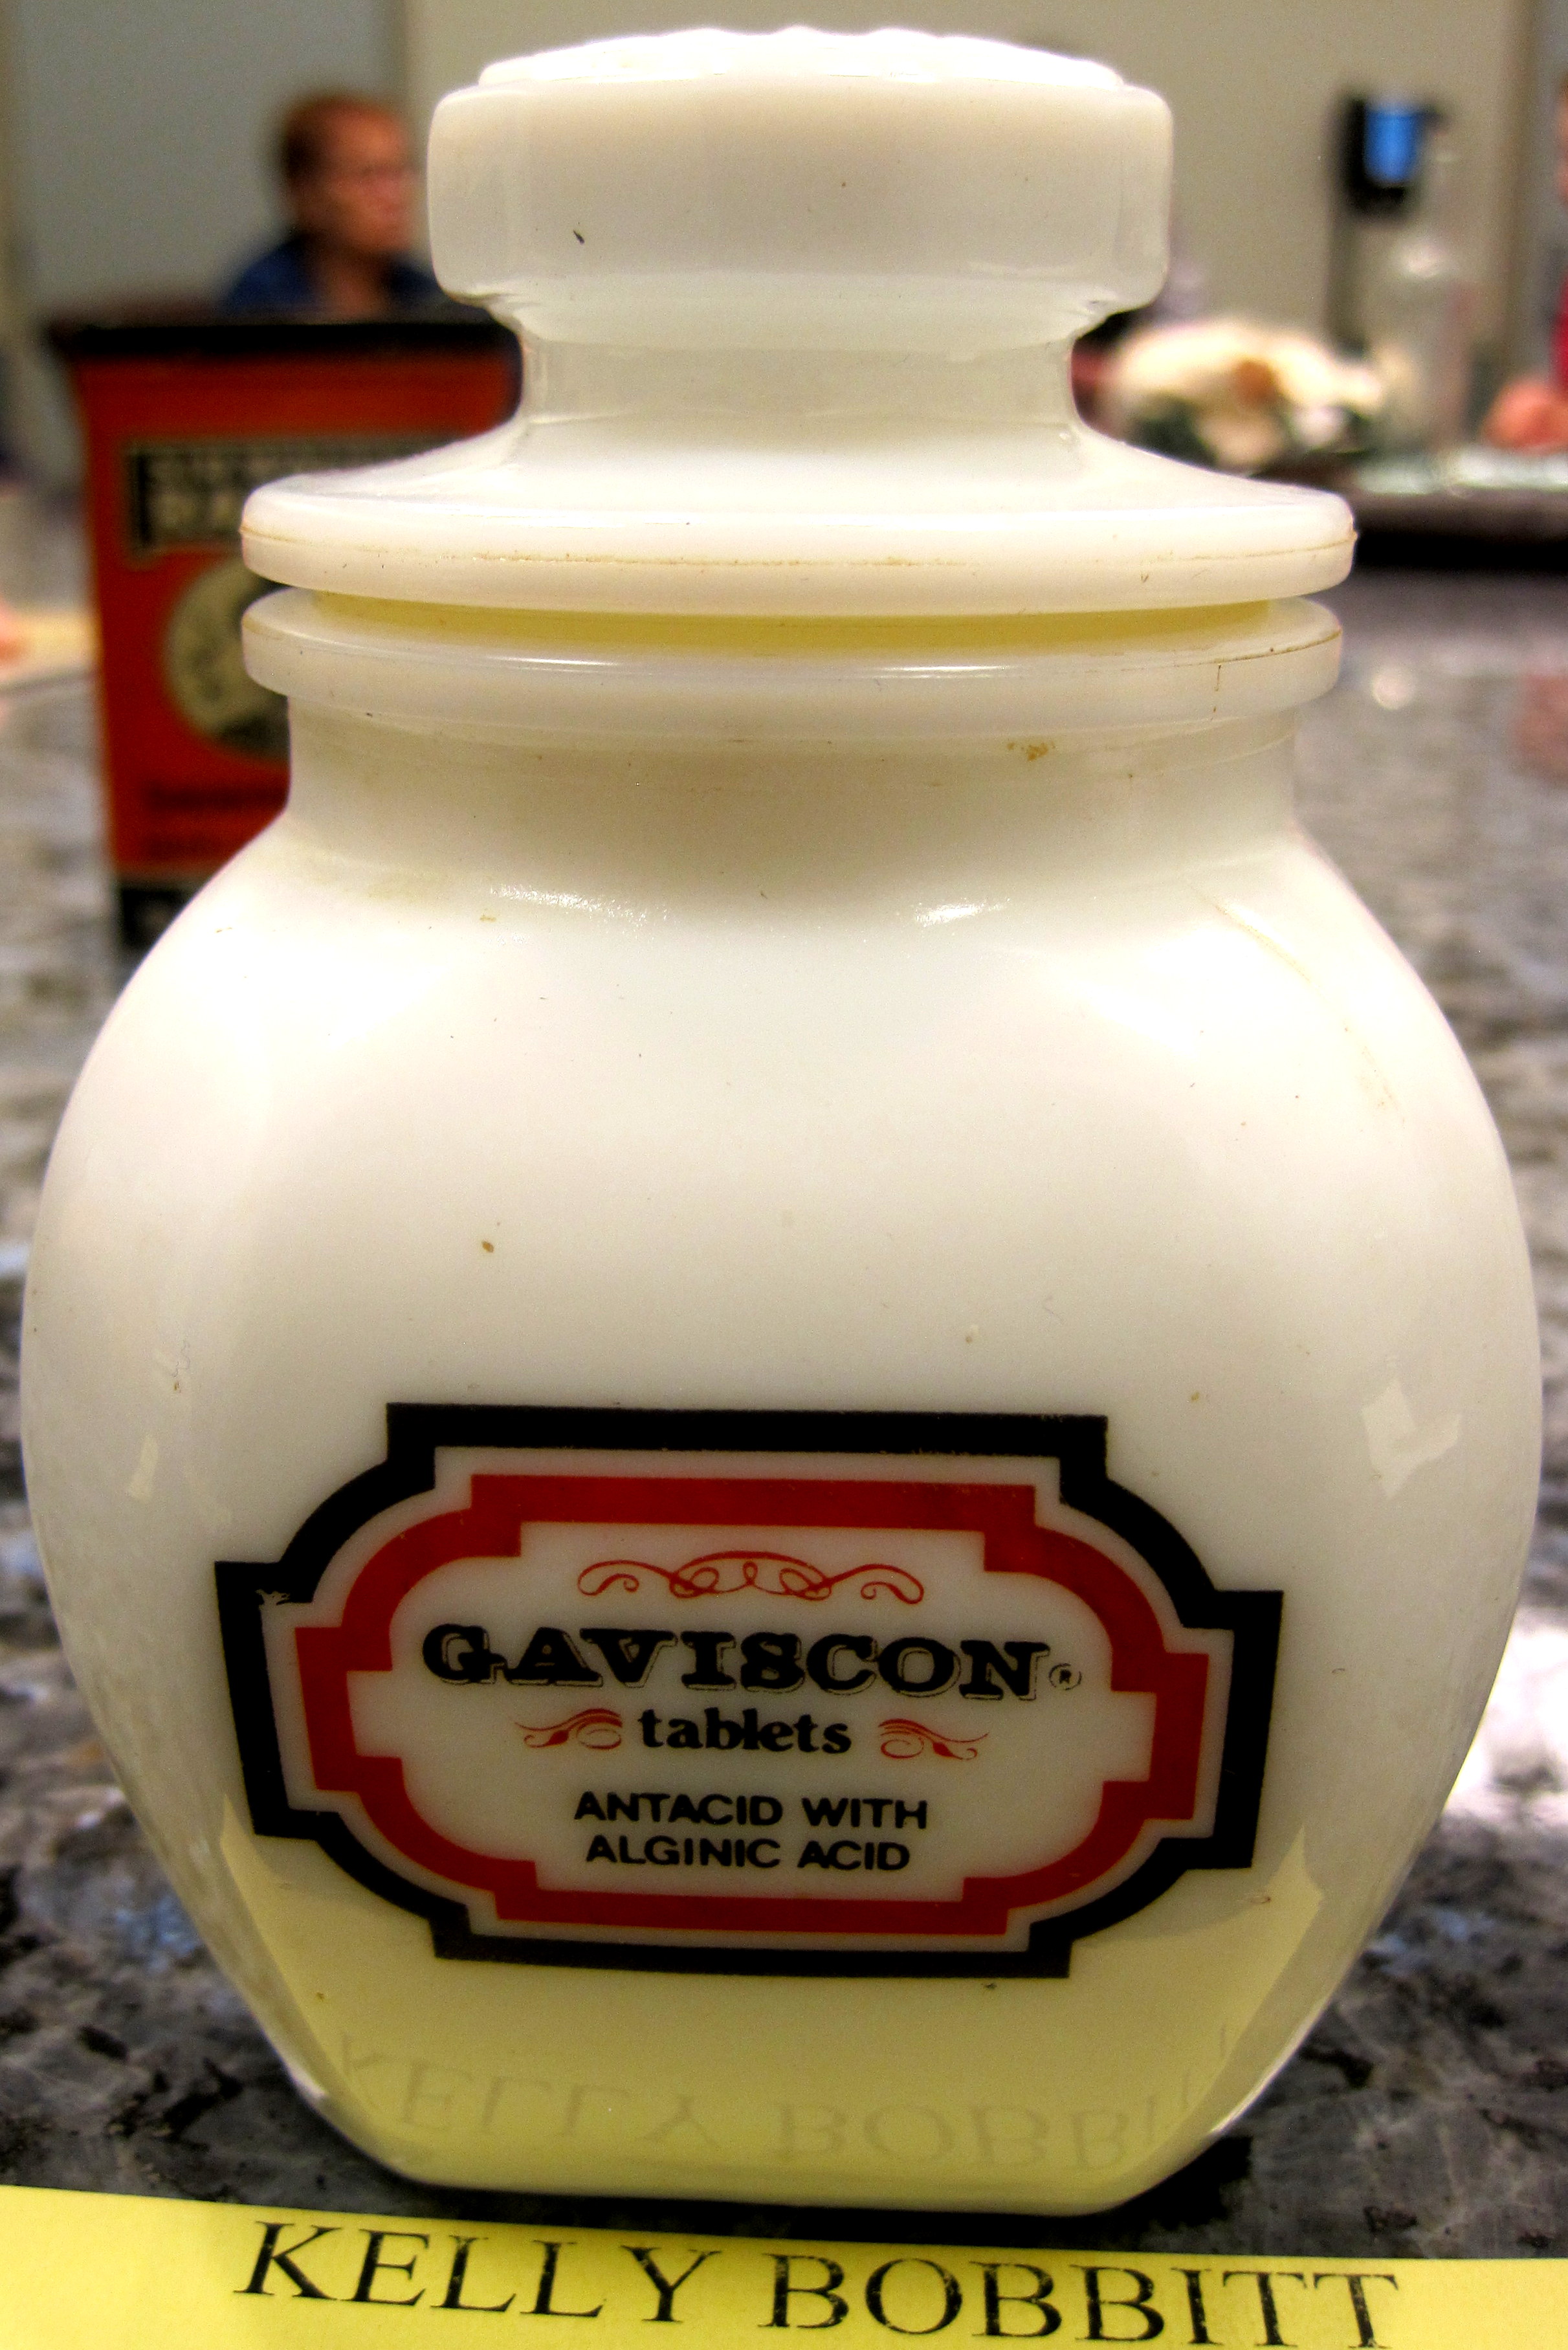 GAVISCON®
tablets
ANTACID WITH
ALGINIC ACID
KELLY BOBBITT